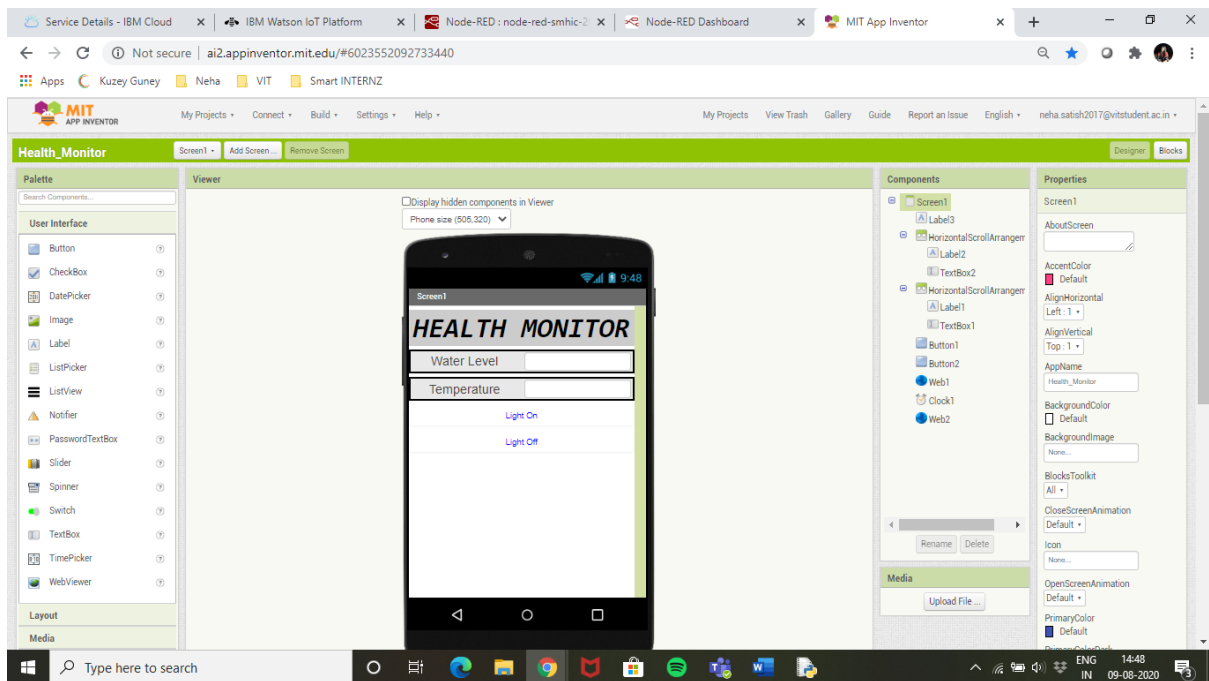 Service Details - IBM Cloud
IBM Watson IoT Platform
Node-RED : node-red-smhic-2
Node-RED Dashboard
MIT App Inventor
Not secure | ai2.appinventor.mit.edu/#6023552092733440
Apps
Kuzey Guney
Neha
VIT
Smart INTERNZ
MIT
APP INVENTOR
My Projects
Connect
Build
Settings
Help
My Projects
View Trash
Gallery
Guide
Report an Issue
English
neha.satish2017@vitstudent.ac.in
Health_Monitor
Screen1
Add Screen ...
Remove Screen
Designer
Blocks
Palette
Search Components...
User Interface
Button
CheckBox
DatePicker
Image
Label
ListPicker
ListView
Notifier
PasswordTextBox
Slider
Spinner
Switch
TextBox
TimePicker
WebViewer
Layout
Media
Viewer
Display hidden components in Viewer
Phone size (505,320)
9:48
Screen1
HEALTH MONITOR
Water Level
Temperature
Light On
Light Off
Components
Screen1
Label3
HorizontalScrollArrangem
Label2
TextBox2
HorizontalScrollArrangem
Label1
TextBox1
Button1
Button2
Web1
Clock1
Web2
Rename
Delete
Media
Upload File ...
Properties
Screen1
AboutScreen
AccentColor
Default
AlignHorizontal
Left : 1
AlignVertical
Top : 1
AppName
Health_Monitor
BackgroundColor
Default
BackgroundImage
None...
BlocksToolkit
All
CloseScreenAnimation
Default
Icon
None...
OpenScreenAnimation
Default
PrimaryColor
Default
Type here to search
ENG
IN
14:48
09-08-2020
3